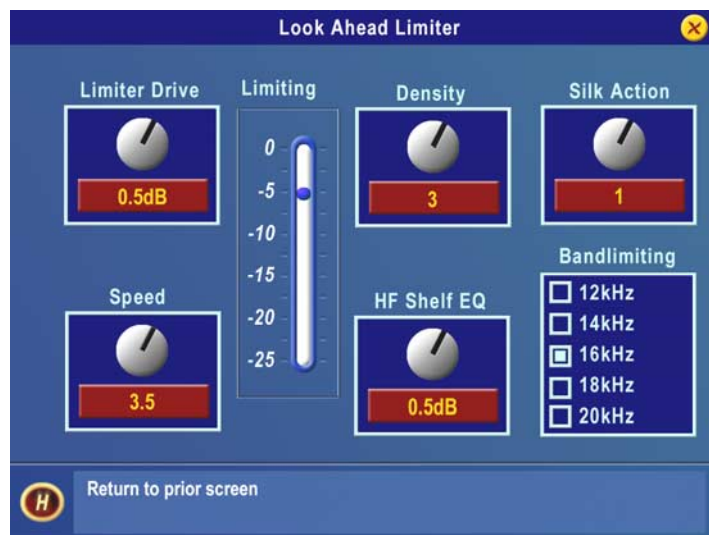 Look Ahead Limiter
Limiter Drive
0.5dB
Limiting
0
-5
-10
-15
-20
-25
Density
3
Silk Action
1
Speed
3.5
HF Shelf EQ
0.5dB
Bandlimiting
12kHz
14kHz
16kHz
18kHz
20kHz
H
Return to prior screen